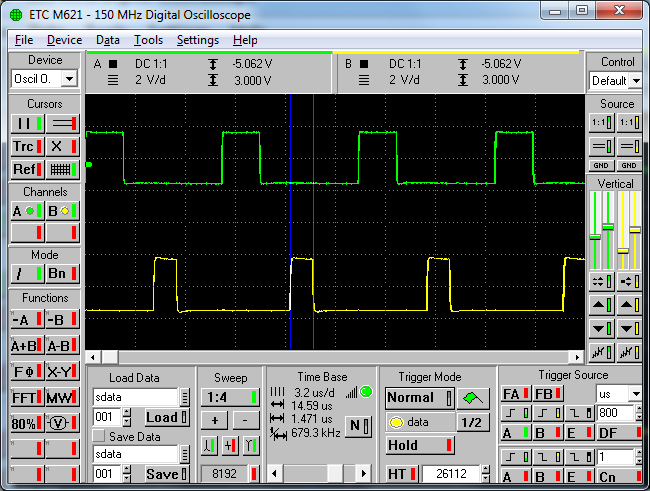 ETC M621 - 150 MHz Digital Oscilloscope
File Device Data Tools Settings Help
Device
Oscil O.
A DC 1:1 -5.062 V
2 V/d 3.000 V
B DC 1:1 -5.062 V
2 V/d 3.000 V
Control
Default
Cursors
Trc X
Ref
Channels
A B
Mode
/ Bn
Functions
-A -B
A+B A-B
FΦ X-Y
FFT MW
80% V
Source
1:1 1:1
GND GND
Vertical
Load Data
sdata
001 Load
Save Data
sdata
001 Save
Sweep
1:4
+ -
8192
Time Base
3.2 us/d
14.59 us
1.471 us
679.3 kHz
N
Trigger Mode
Normal
data 1/2
Hold
HT 26112
Trigger Source
FA FB us
800
A B E DF
1
A B E Cn